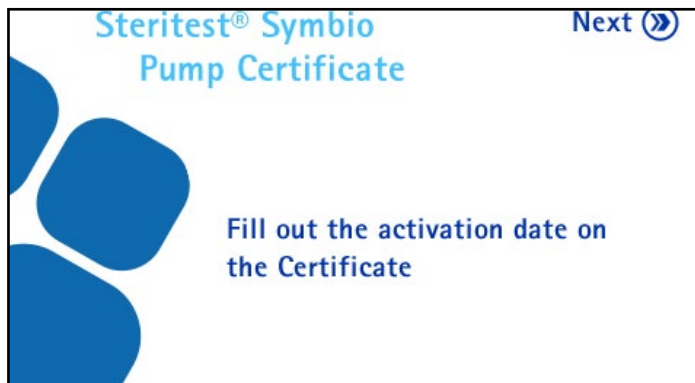 Steritest® Symbio
Pump Certificate
Next
Fill out the activation date on
the Certificate